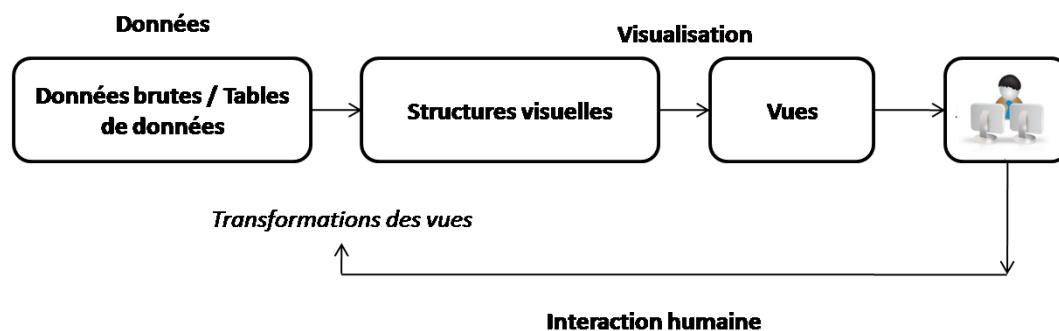 Données
Visualisation
Données brutes / Tables
de données
Structures visuelles
Vues
Transformations des vues
Interaction humaine